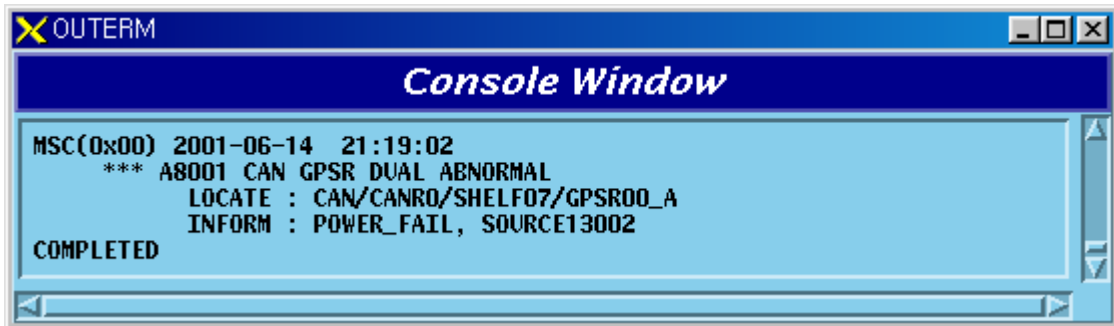 OUTERM
Console Window
MSC(0x00) 2001-06-14 21:19:02
*** A8001 CAN GPSR DUAL ABNORMAL
LOCATE : CAN/CANR0/SHELF07/GPSR00_A
INFORM : POWER_FAIL, SOURCE13002
COMPLETED